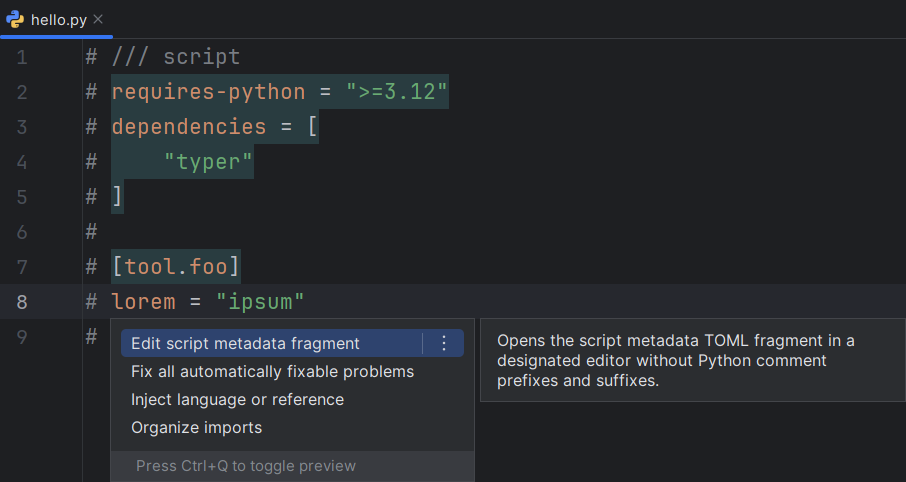 hello.py
1 # /// script
2 # requires-python = ">=3.12"
3 # dependencies = [
4 #     "typer"
5 # ]
6 #
7 # [tool.foo]
8 # lorem = "ipsum"
9 #
Edit script metadata fragment
Fix all automatically fixable problems
Inject language or reference
Organize imports
Press Ctrl+Q to toggle preview
Opens the script metadata TOML fragment in a
designated editor without Python comment
prefixes and suffixes.